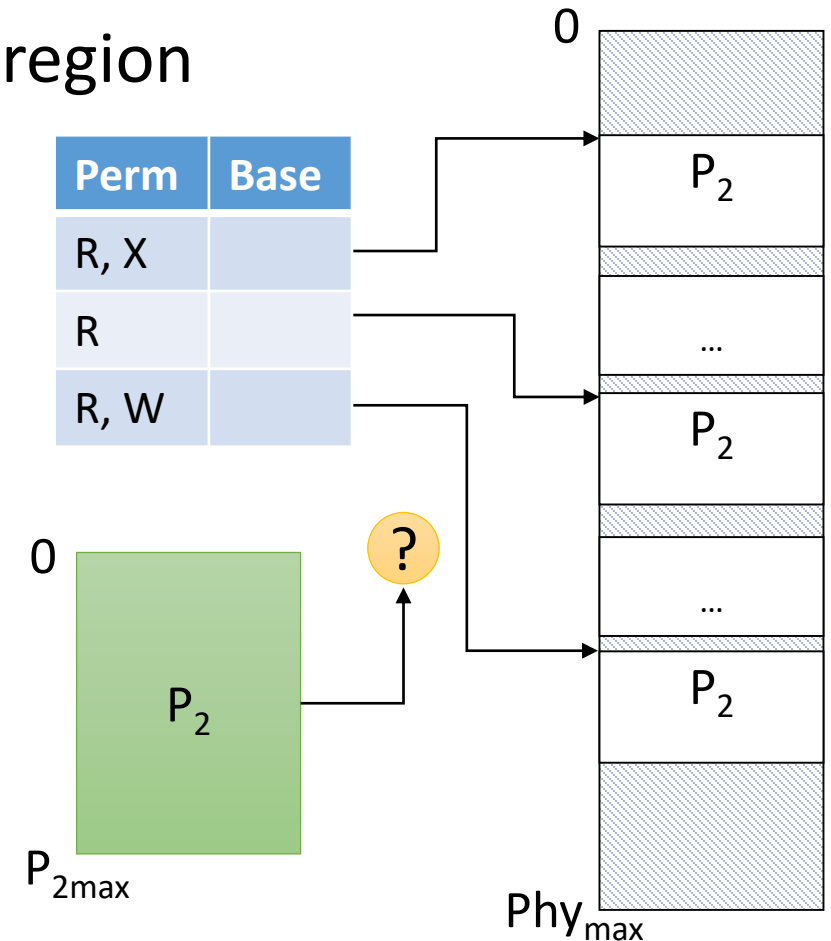 region
Perm Base
R, X
R
R, W
0
P2
P2max
?
0
P2
...
P2
...
P2
Phymax